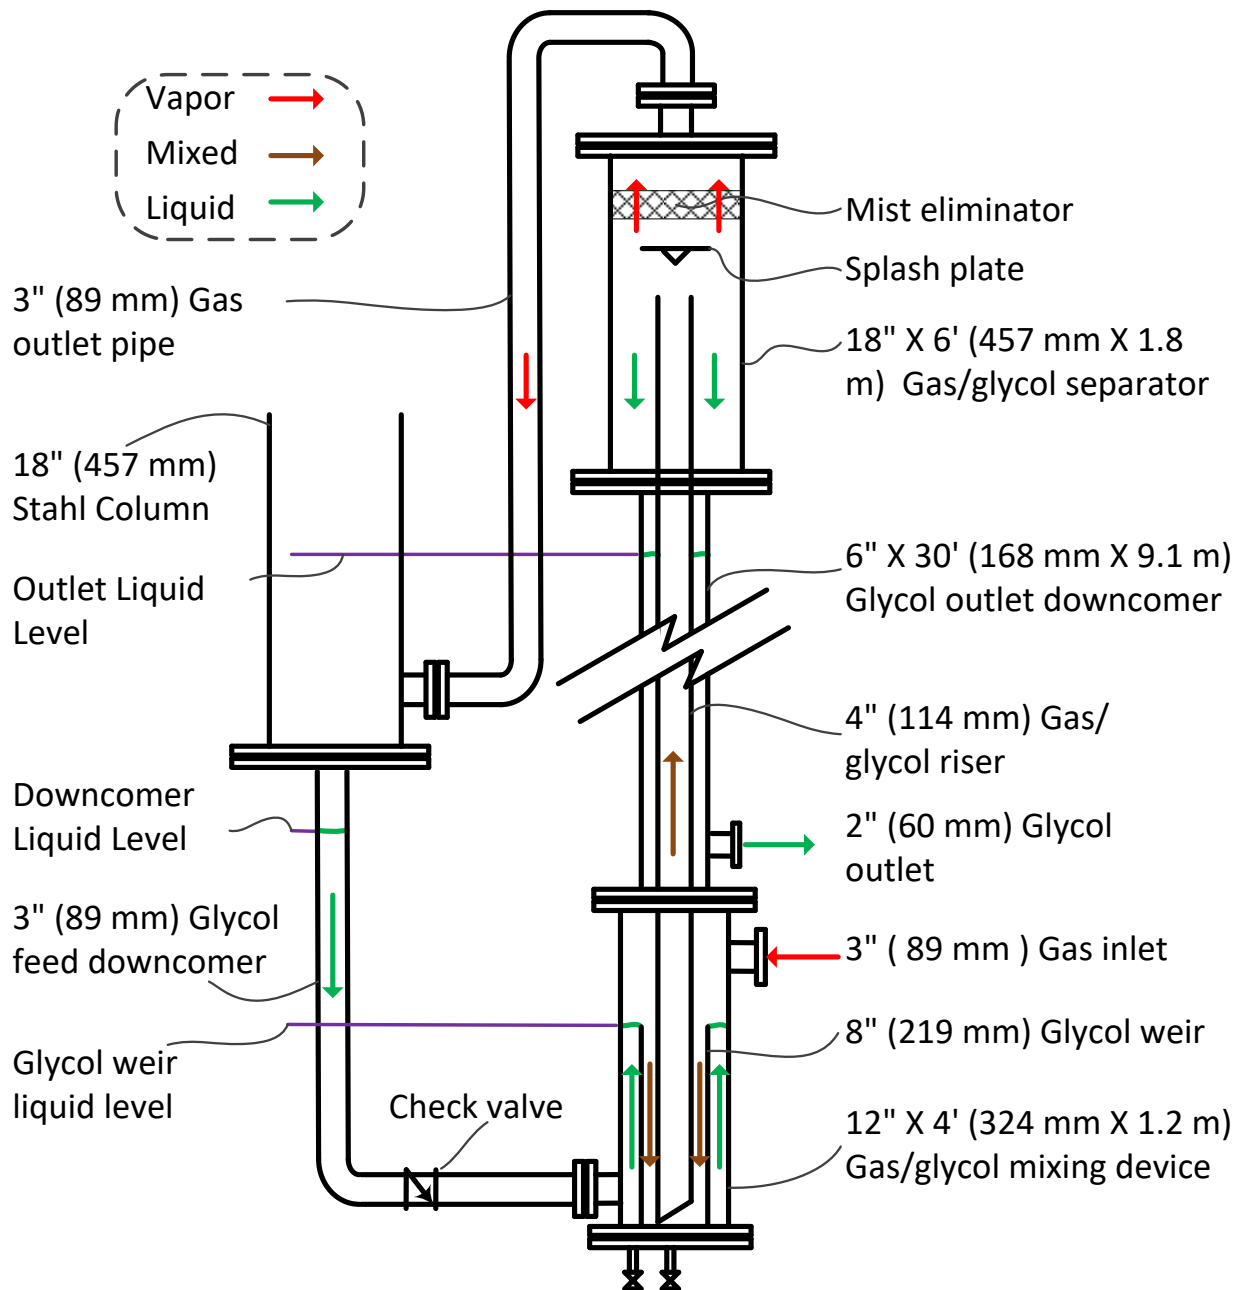 Vapor
Mixed
Liquid
3" (89 mm) Gas
outlet pipe
18" (457 mm)
Stahl Column
Outlet Liquid
Level
Downcomer
Liquid Level
3" (89 mm) Glycol
feed downcomer
Glycol weir
liquid level
Check valve
Mist eliminator
Splash plate
18" X 6' (457 mm X 1.8
m)  Gas/glycol separator
6" X 30' (168 mm X 9.1 m)
Glycol outlet downcomer
4" (114 mm) Gas/
glycol riser
2" (60 mm) Glycol
outlet
3" ( 89 mm ) Gas inlet
8" (219 mm) Glycol weir
12" X 4' (324 mm X 1.2 m)
Gas/glycol mixing device